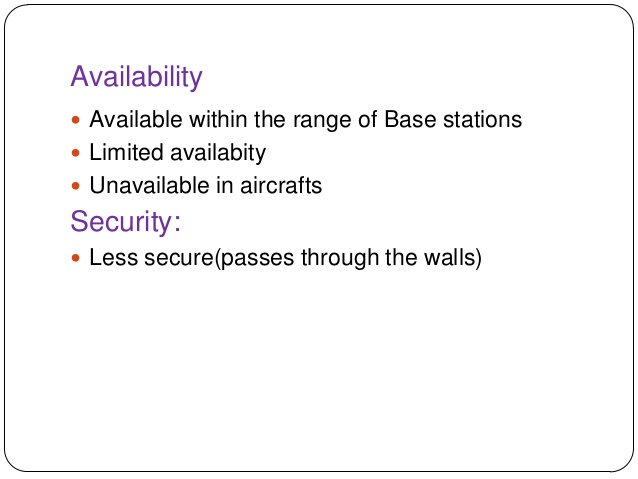 Availability
• Available within the range of Base stations
• Limited availabity
• Unavailable in aircrafts
Security:
• Less secure(passes through the walls)